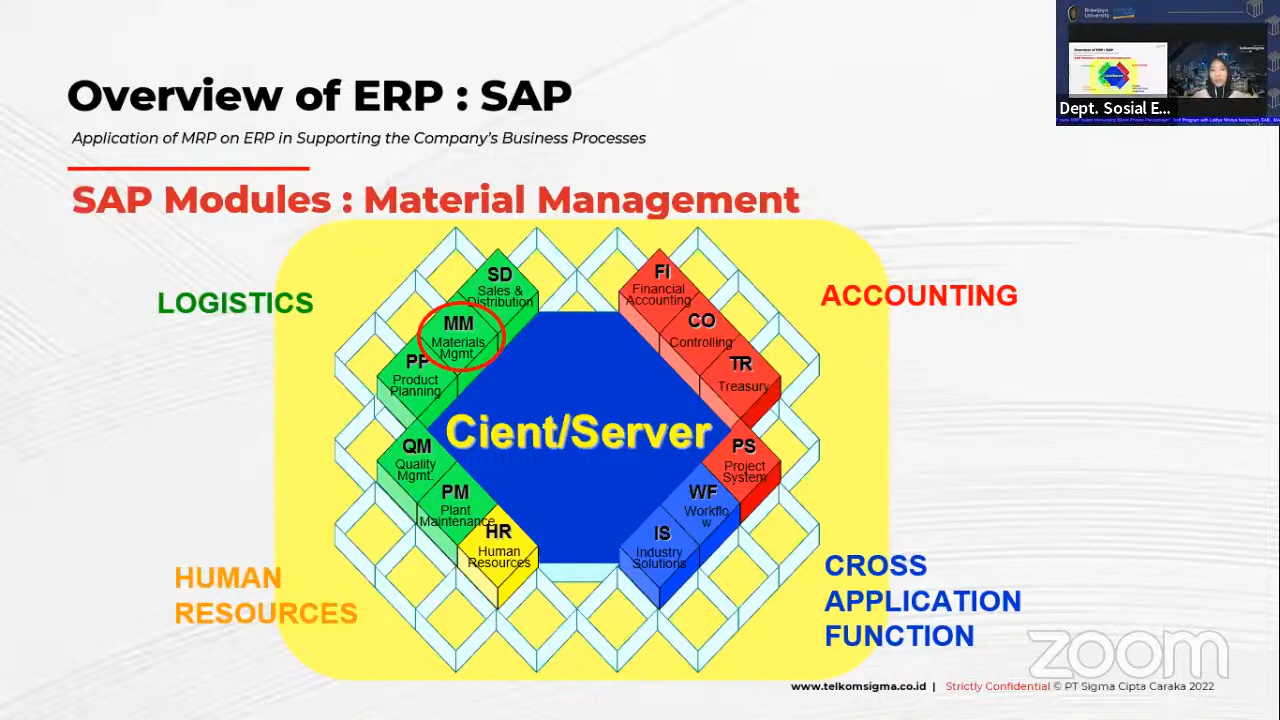 Overview of ERP : SAP
Application of MRP on ERP in Supporting the Company's Business Processes
SAP Modules : Material Management
Brawijaya
University
Dept. Sosial E...
LOGISTICS
ACCOUNTING
SD
Sales &
Distribution
MM
Materials
Mgmt.
PP
Product
Planning
FI
Financial
Accounting
CO
Controlling
TR
Treasury
Cient/Server
QM
Quality
Mgmt.
PM
Plant
Maintenance
HR
Human
Resources
PS
Project
System
WF
Workflo
w
IS
Industry
Solutions
HUMAN
RESOURCES
CROSS
APPLICATION
FUNCTION
zoom
www.telkomsigma.co.id | Strictly Confidential © PT Sigma Cipta Caraka 2022